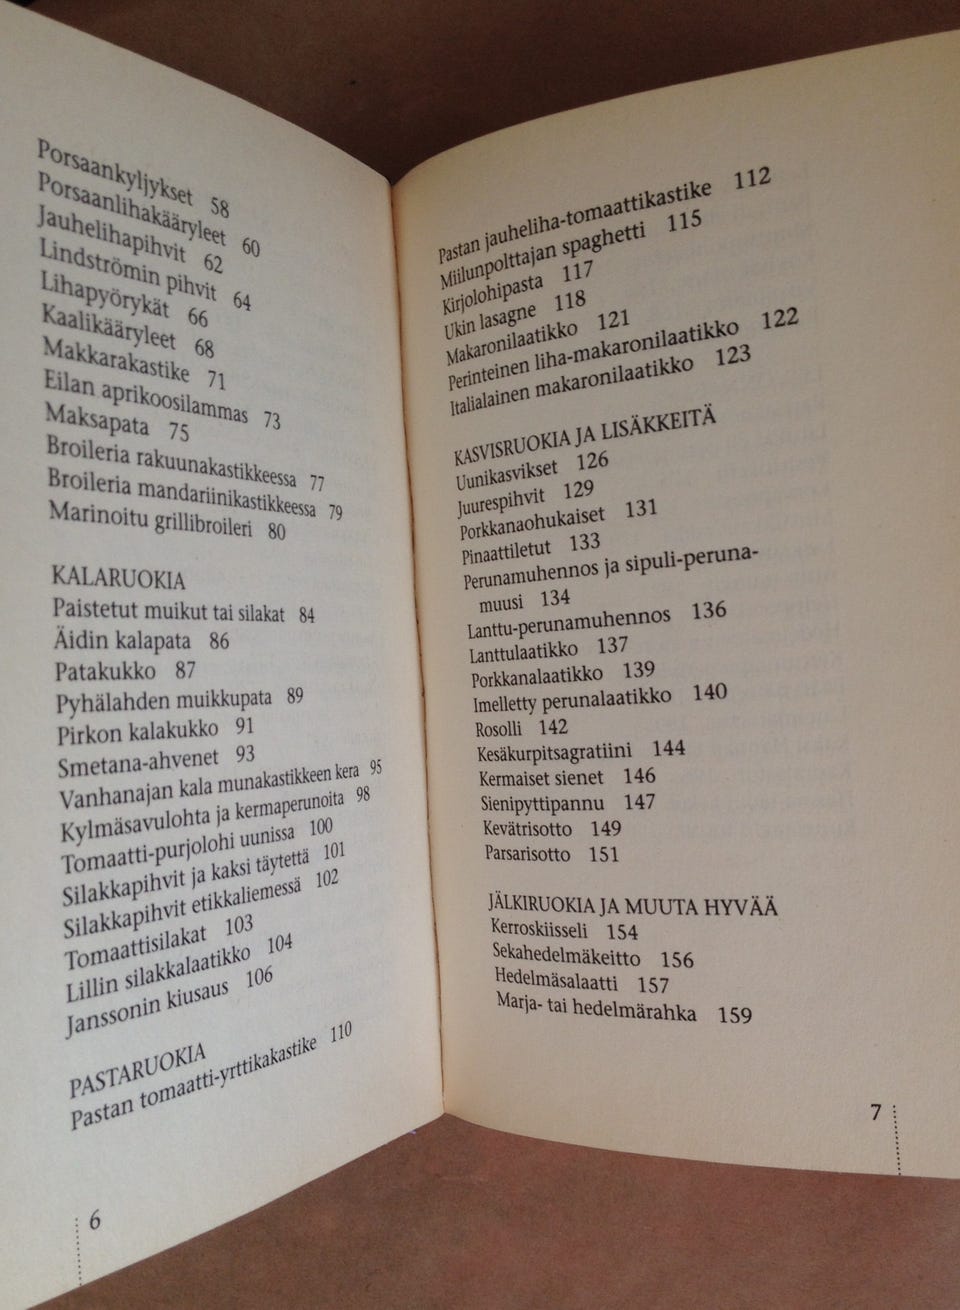 Porsaankyljykset 58
Porsaanlihakääryleet 60
Jauhelihapihvit 62
Lindströmin pihvit 64
Lihapyörykät 66
Kaalikääryleet 68
Makkarakastike 71
Eilan aprikoosilammas 73
Maksapata 75
Broileria rakuunakastikkeessa 77
Broileria mandariinikastikkeessa 79
Marinoitu grillibroileri 80
KALARUOKIA
Paistetut muikut tai silakat 84
Äidin kalapata 86
Patakukko 87
Pyhälahden muikkupata 89
Pirkon kalakukko 91
Smetana-ahvenet 93
Vanhanajan kala munakastikkeen kera 95
Kylmäsavulohta ja kermaperunoita 98
Tomaatti-purjolohi uunissa 100
Silakkapihvit ja kaksi täytettä 101
Silakkapihvit etikkaliemessä 102
Tomaattisilakat 103
Lillin silakkalaatikko 104
Janssonin kiusaus 106
PASTARUOKIA
Pastan tomaatti-yrttikakastike 110
6
Pastan jauheliha-tomaattikastike 112
Miilunpolttajan spaghetti 115
Kirjolohipasta 117
Ukin lasagne 118
Makaronilaatikko 121
Perinteinen liha-makaronilaatikko 122
Italialainen makaronilaatikko 123
KASVISRUOKIA JA LISÄKKEITÄ
Uunikasvikset 126
Juurespihvit 129
Porkkanaohukaiset 131
Pinaattiletut 133
Perunamuhennos ja sipuli-peruna-
muusi 134
Lanttu-perunamuhennos 136
Lanttulaatikko 137
Porkkanalaatikko 139
Imelletty perunalaatikko 140
Rosolli 142
Kesäkurpitsagratiini 144
Kermaiset sienet 146
Sienipyttipannu 147
Kevätrisotto 149
Parsarisotto 151
JÄLKIRUOKIA JA MUUTA HYVÄÄ
Kerroskiisseli 154
Sekahedelmäkeitto 156
Hedelmäsalaatti 157
Marja- tai hedelmärahka 159
7